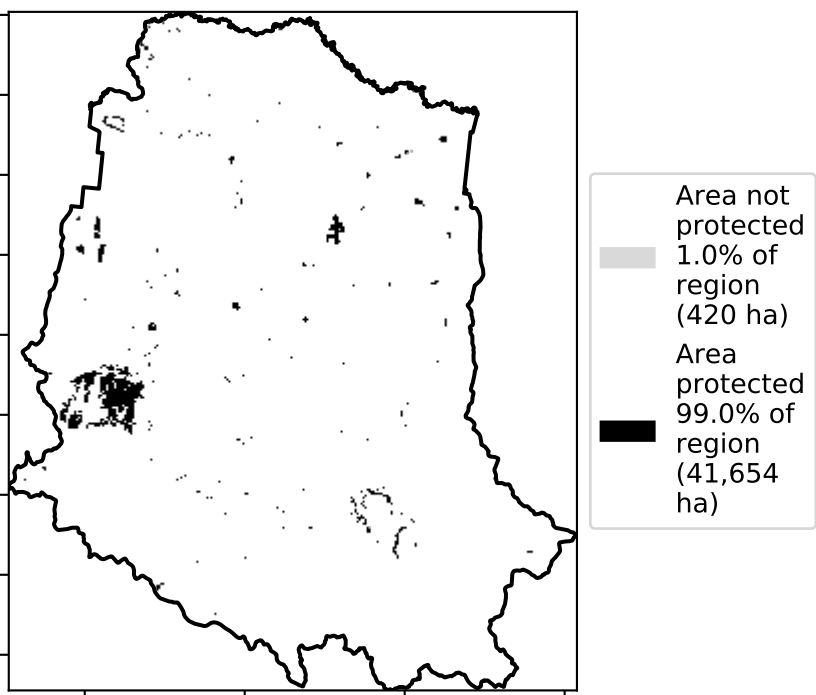 Area not
protected
1.0% of
region
(420 ha)
Area
protected
99.0% of
region
(41,654
ha)